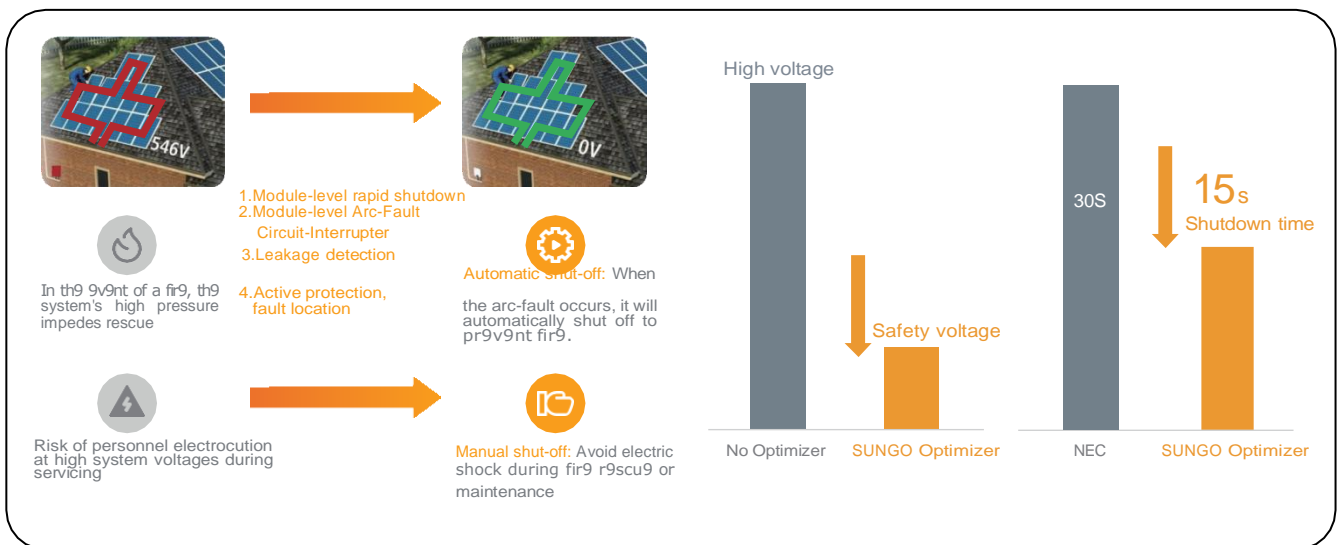 546V
0V
1.Module-level rapid shutdown
2.Module-level Arc-Fault
Circuit-Interrupter
3.Leakage detection
4.Active protection,
fault location
In th9 9v9nt of a fir9, th9
system's high pressure
impedes rescue
Automatic shut-off: When
the arc-fault occurs, it will
automatically shut off to
pr9v9nt fir9.
Risk of personnel electrocution
at high system voltages during
servicing
Manual shut-off: Avoid electric
shock during fir9 r9scu9 or
maintenance
High voltage
Safety voltage
No Optimizer
SUNGO Optimizer
30S
15s
Shutdown time
NEC
SUNGO Optimizer